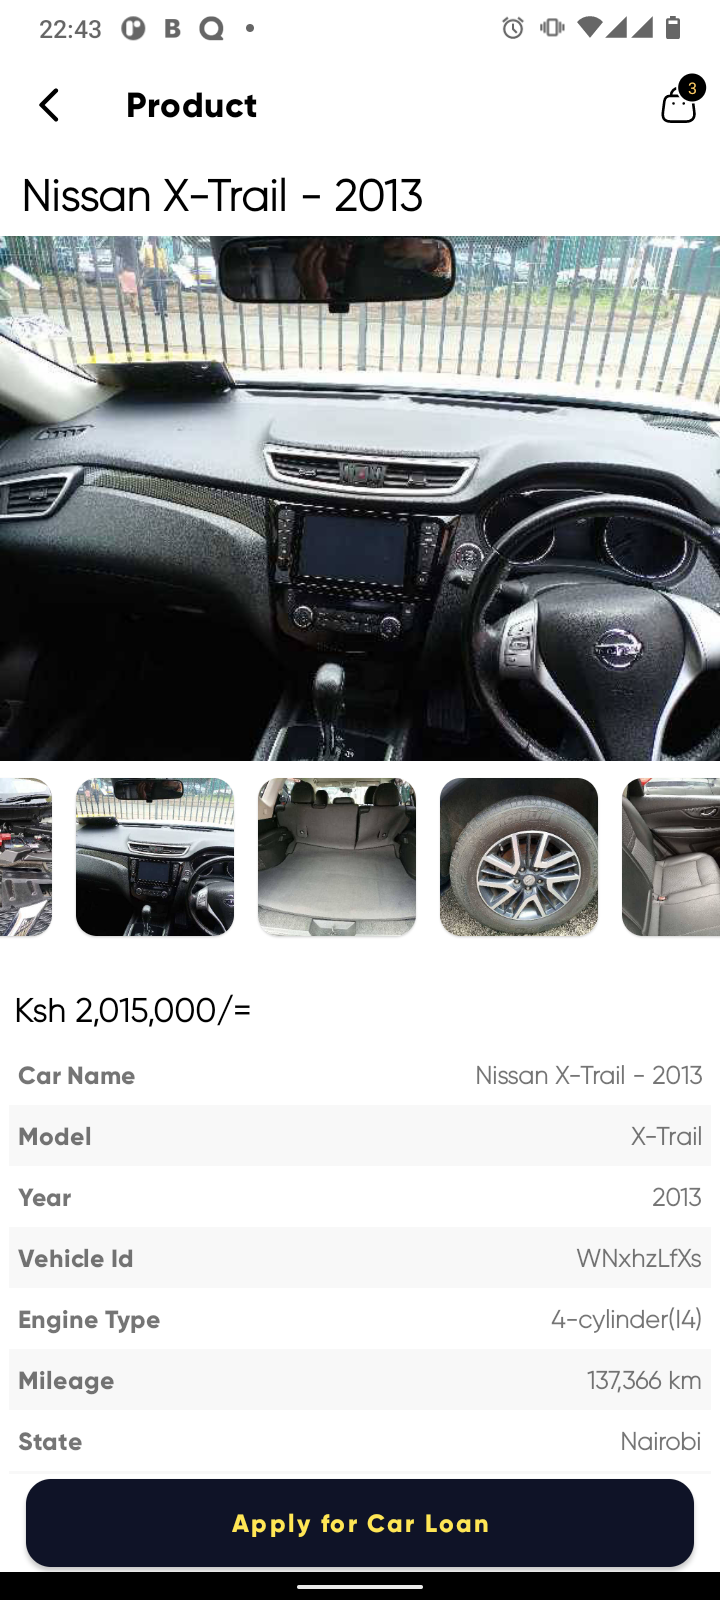 22:43
B
3
Product
Nissan X-Trail - 2013
Ksh 2,015,000/=
Car Name Nissan X-Trail - 2013
Model X-Trail
Year 2013
Vehicle Id WNxhzLfXs
Engine Type 4-cylinder(I4)
Mileage 137,366 km
State Nairobi
Apply for Car Loan